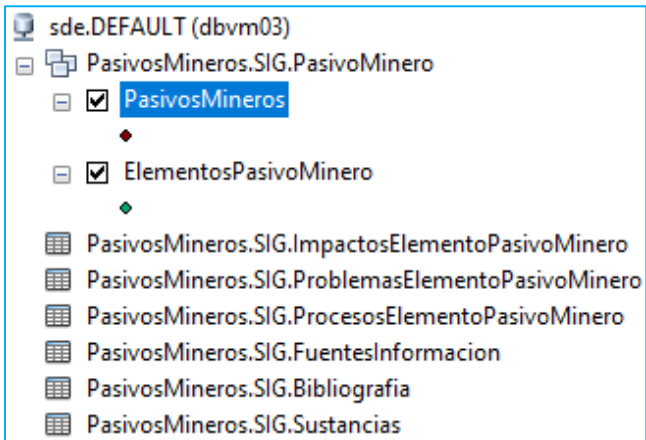 sde.DEFAULT (dbvm03)
PasivosMineros.SIG.PasivoMinero
PasivosMineros
ElementosPasivoMinero
PasivosMineros.SIG.ImpactosElementoPasivoMinero
PasivosMineros.SIG.ProblemasElementoPasivoMinero
PasivosMineros.SIG.ProcesosElementoPasivoMinero
PasivosMineros.SIG.FuentesInformacion
PasivosMineros.SIG.Bibliografia
PasivosMineros.SIG.Sustancias